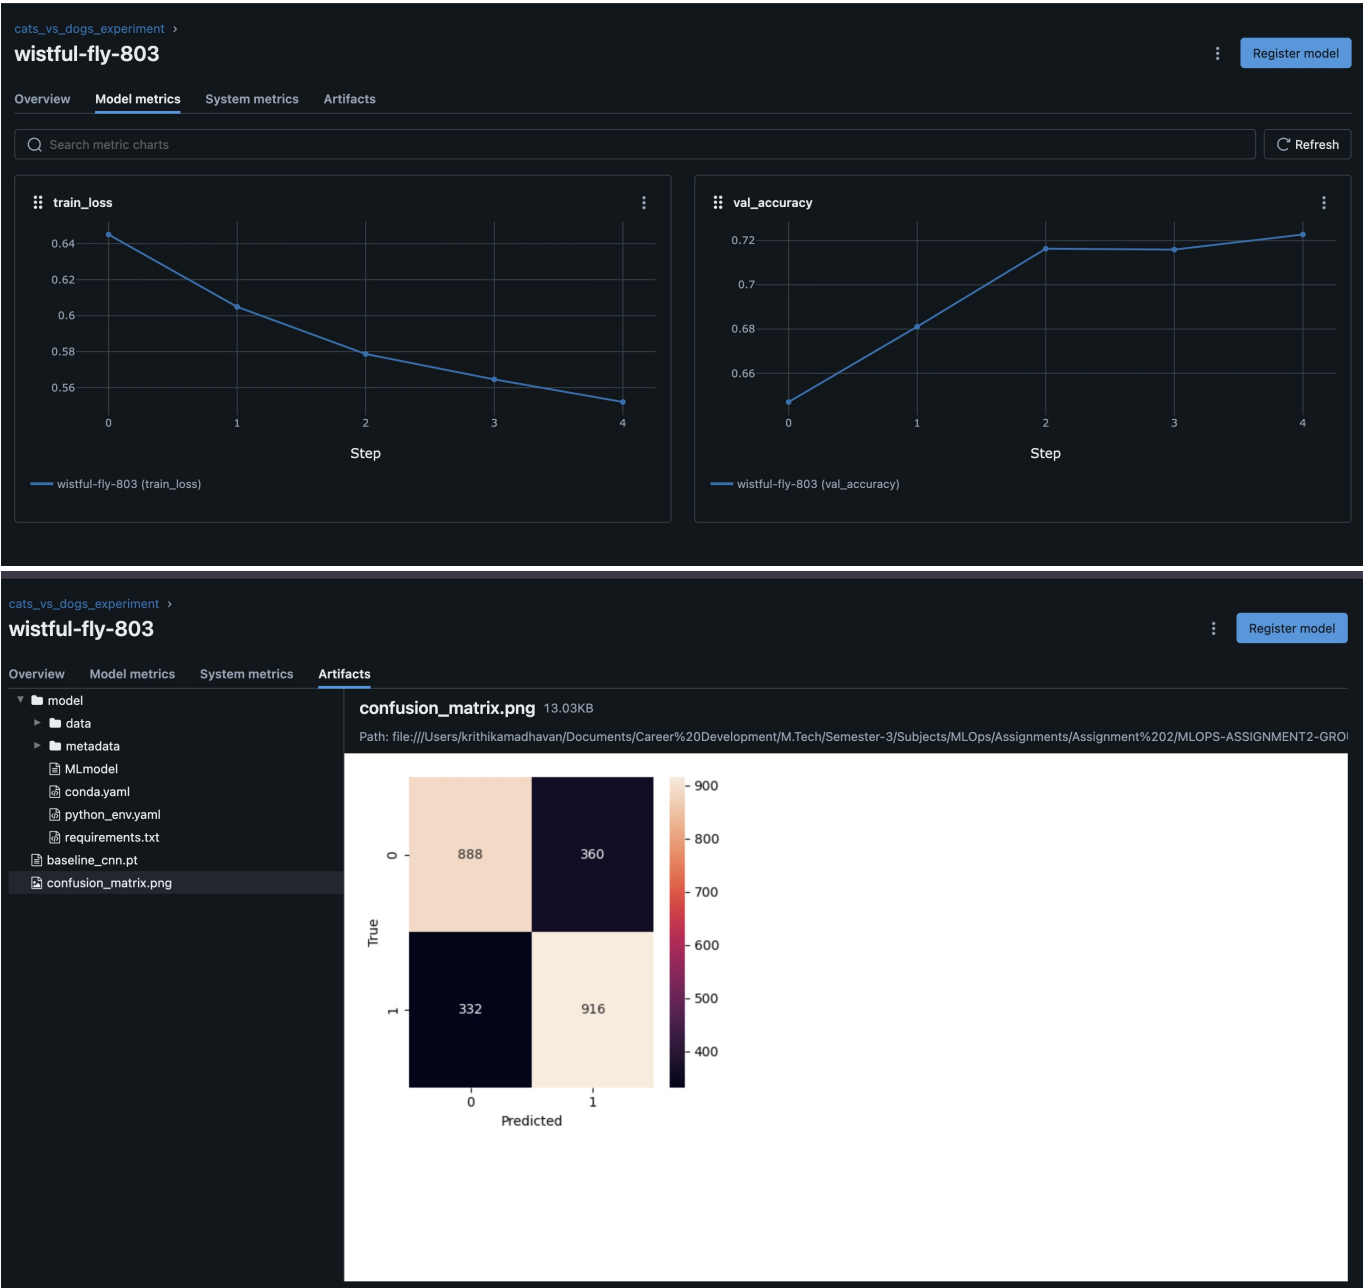 cats_vs_dogs_experiment >
wistful-fly-803
Register model
Overview Model metrics System metrics Artifacts
Search metric charts
Refresh
train_loss
0.64
0.62
0.6
0.58
0.56
0 1 2 3 4
Step
wistful-fly-803 (train_loss)
val_accuracy
0.72
0.7
0.68
0.66
0 1 2 3 4
Step
wistful-fly-803 (val_accuracy)
cats_vs_dogs_experiment >
wistful-fly-803
Register model
Overview Model metrics System metrics Artifacts
model
data
metadata
MLmodel
conda.yaml
python_env.yaml
requirements.txt
baseline_cnn.pt
confusion_matrix.png
confusion_matrix.png 13.03KB
Path: file:///Users/krithikamadhavan/Documents/Career%20Development/M.Tech/Semester-3/Subjects/MLOps/Assignments/Assignment%202/MLOPS-ASSIGNMENT2-GRO
True
0
888 360
1
332 916
0 1
Predicted
900
800
700
600
500
400